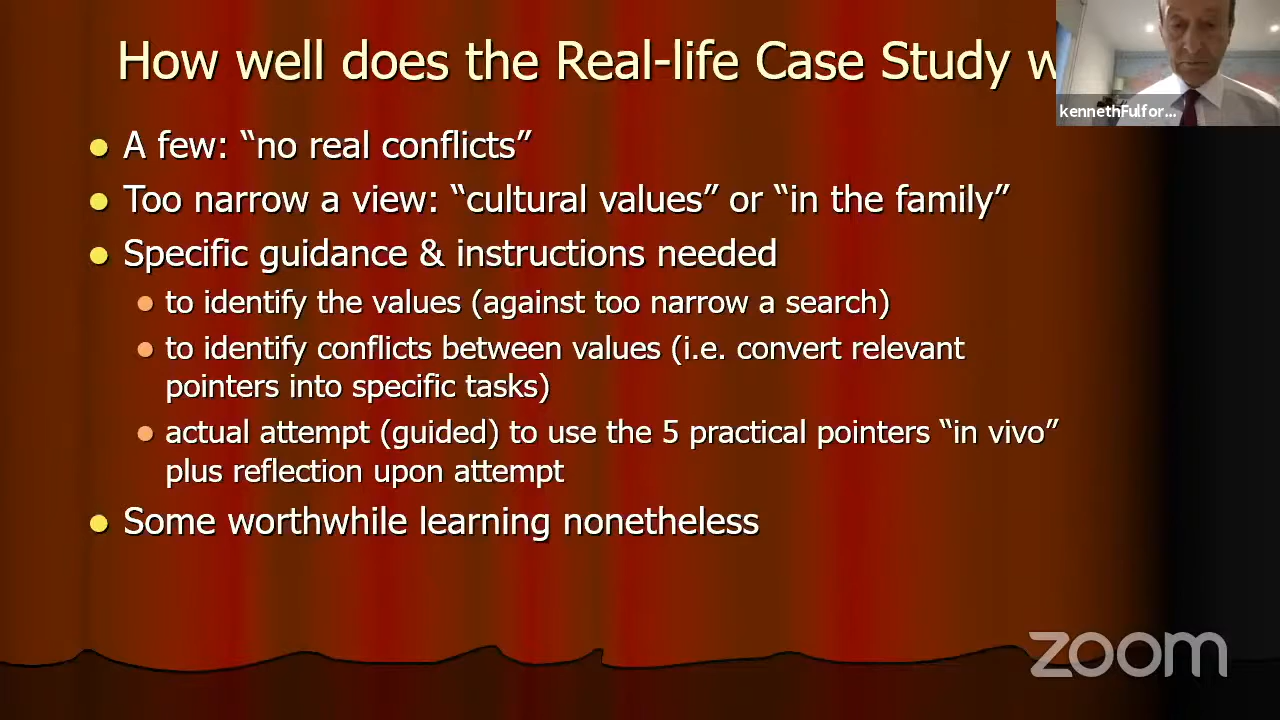 How well does the Real-life Case Study
kennethFulfor...
A few: “no real conflicts”
Too narrow a view: “cultural values” or “in the family”
Specific guidance & instructions needed
to identify the values (against too narrow a search)
to identify conflicts between values (i.e. convert relevant
pointers into specific tasks)
actual attempt (guided) to use the 5 practical pointers “in vivo”
plus reflection upon attempt
Some worthwhile learning nonetheless
zoom